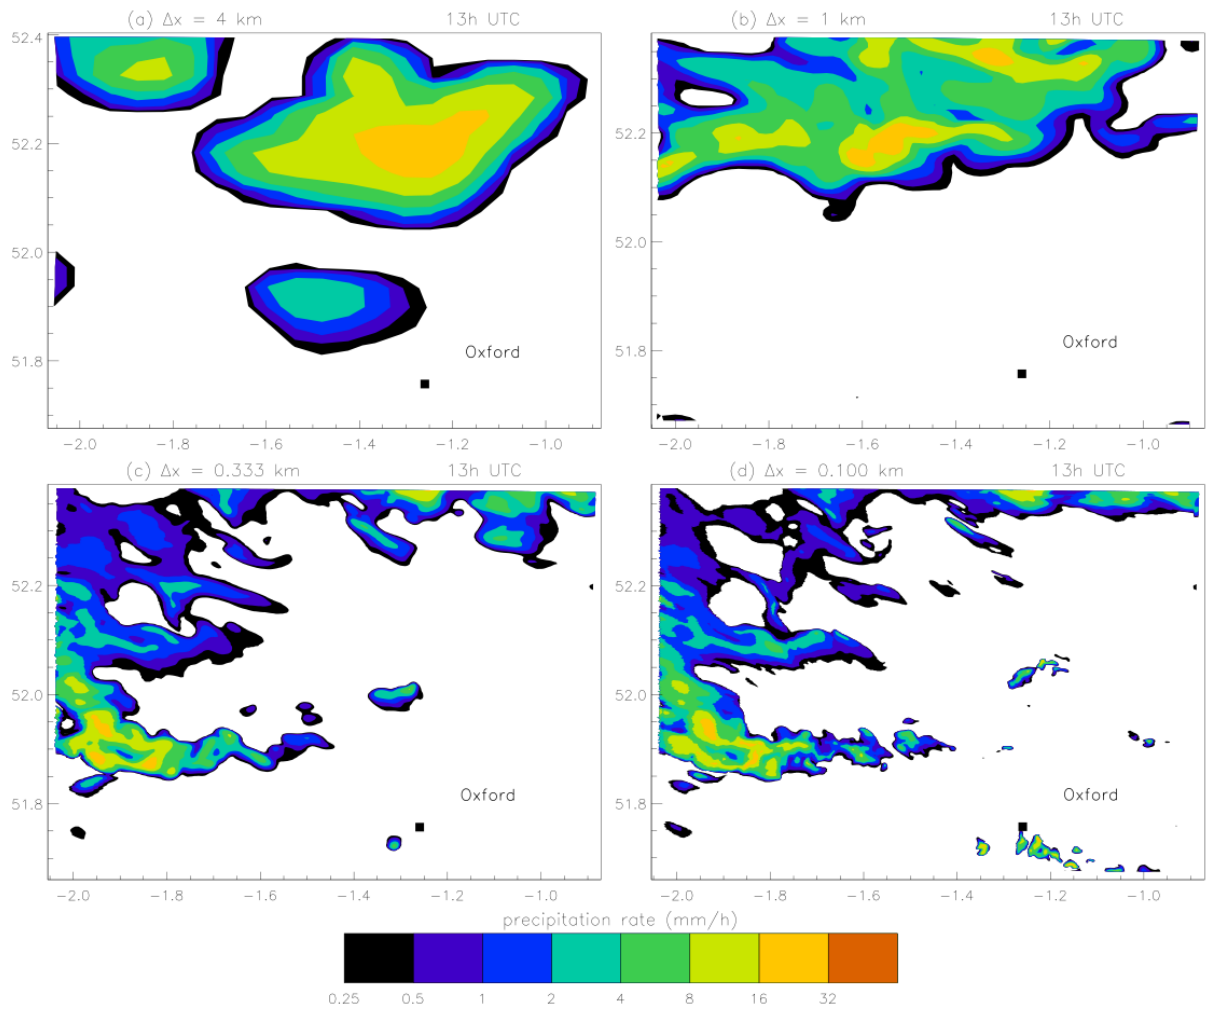 (a) Δx = 4 km 13h UTC
(b) Δx = 1 km 13h UTC
52.4
52.2
52.0
51.8
Oxford
-2.0 -1.8 -1.6 -1.4 -1.2 -1.0
52.2
52.0
51.8
Oxford
-2.0 -1.8 -1.6 -1.4 -1.2 -1.0
(c) Δx = 0.333 km 13h UTC
(d) Δx = 0.100 km 13h UTC
52.2
52.0
51.8
Oxford
-2.0 -1.8 -1.6 -1.4 -1.2 -1.0
52.2
52.0
51.8
Oxford
-2.0 -1.8 -1.6 -1.4 -1.2 -1.0
precipitation rate (mm/h)
0.25 0.5 1 2 4 8 16 32